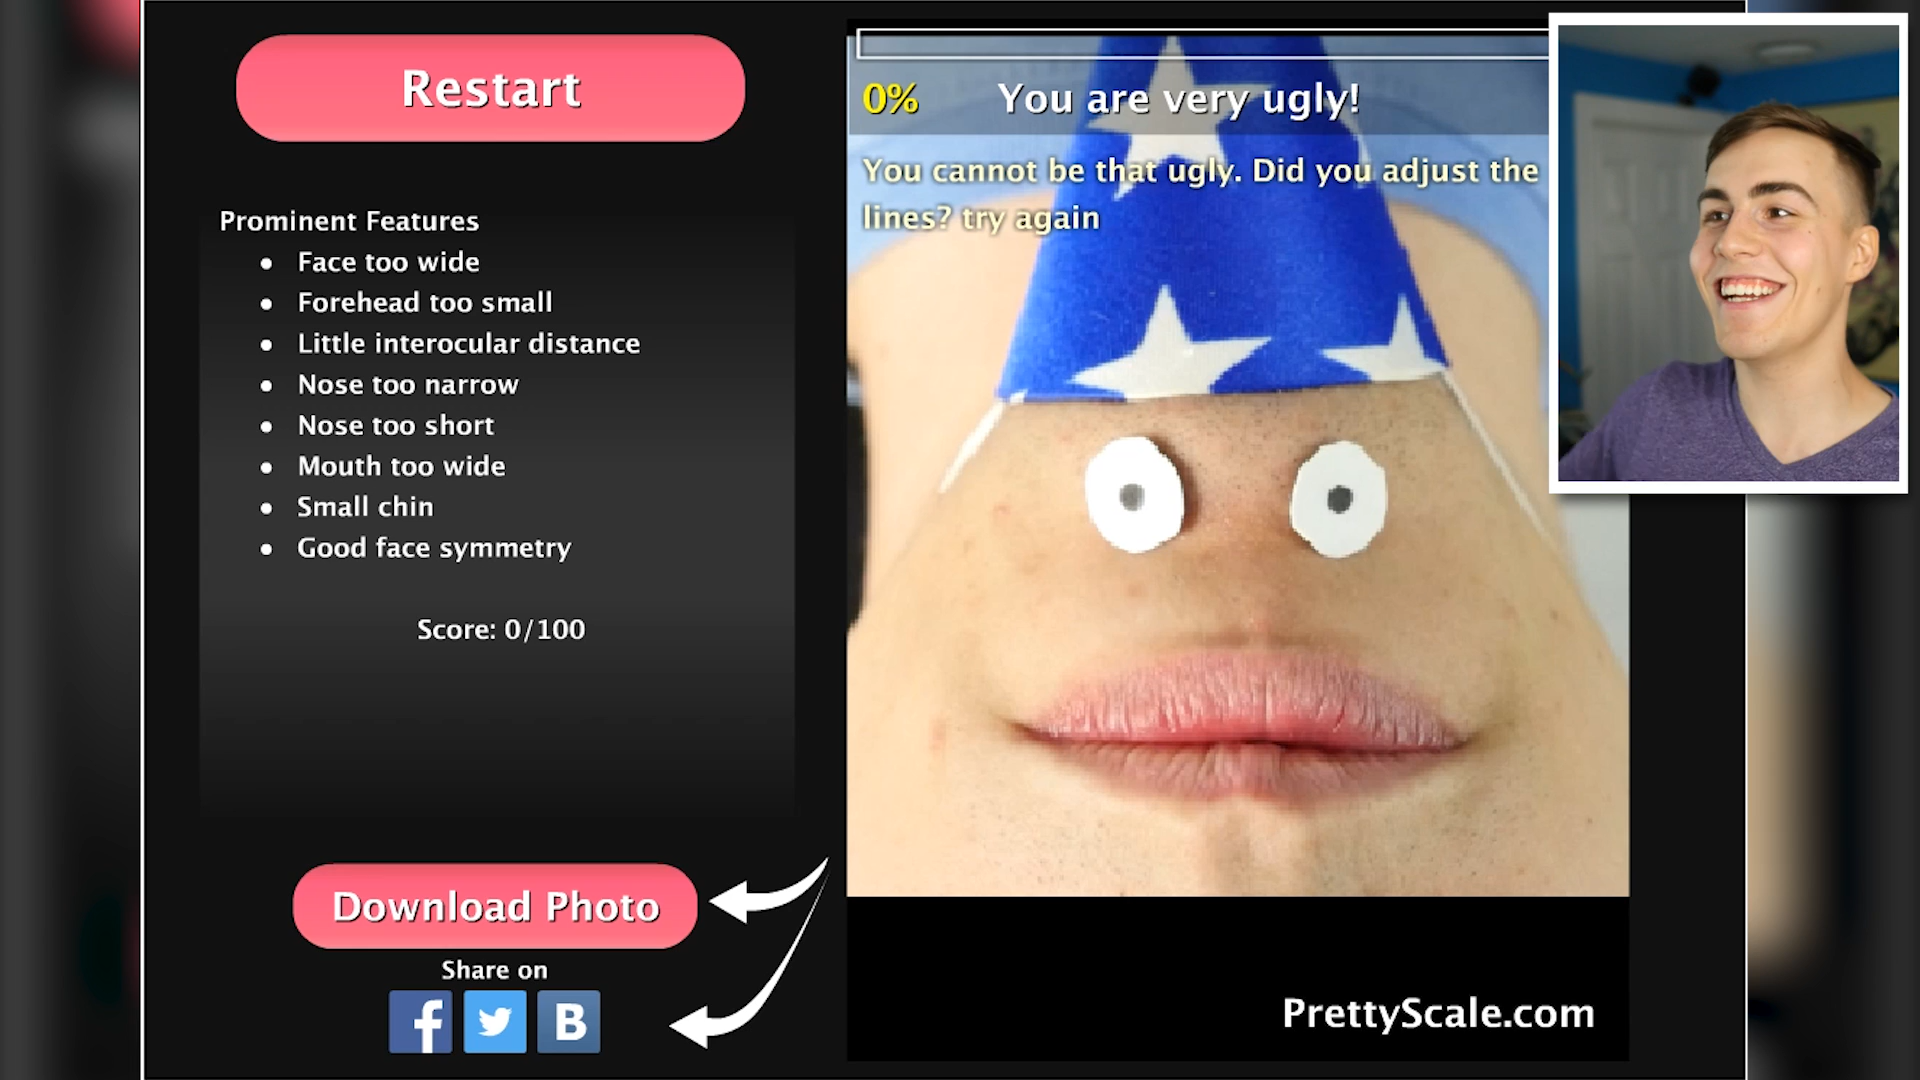 Restart
Prominent Features
Face too wide
Forehead too small
Little interocular distance
Nose too narrow
Nose too short
Mouth too wide
Small chin
Good face symmetry
Score: 0/100
Download Photo
Share on
f
B
0% You are very ugly!
You cannot be that ugly. Did you adjust the
lines? try again
PrettyScale.com